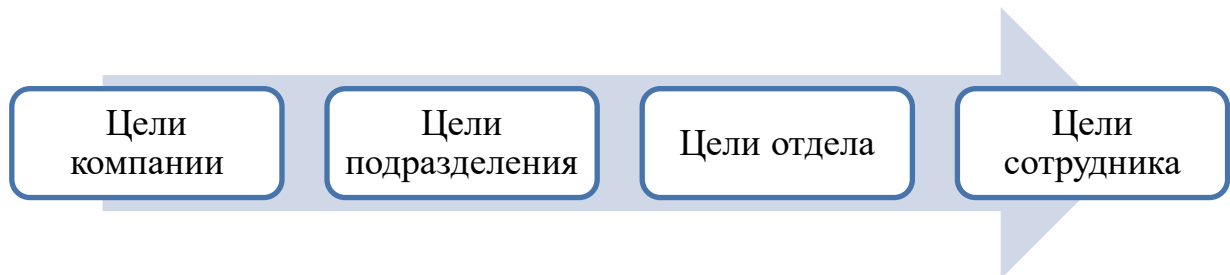 Цели
компании
Цели
подразделения
Цели отдела
Цели
сотрудника